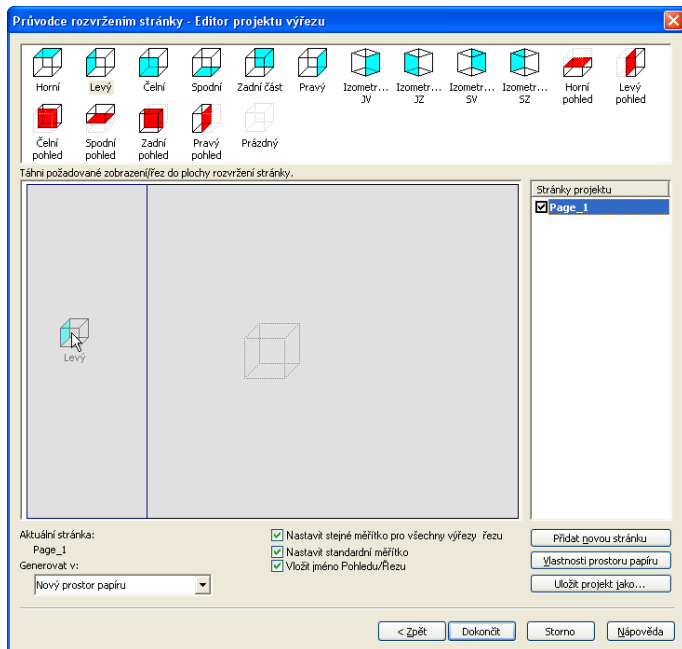 Průvodce rozvržením stránky - Editor projektu výřezu
Horní Levý Čelní Spodní Zadní část Pravý Izometr... JV Izometr... JZ Izometr... SV Izometr... SZ Horní pohled Levý pohled
Čelní pohled Spodní pohled Zadní pohled Pravý pohled Prázdný
Táhni požadované zobrazení/řez do plochy rozvržení stránky.
Stránky projektu
Page_1
Levý
Aktuální stránka:
Page_1
Generovat v:
Nový prostor papíru
Nastavit stejné měřítko pro všechny výřezy řezu
Nastavit standardní měřítko
Vložit jméno Pohledu/Řezu
Přidat novou stránku
Vlastnosti prostoru papíru
Uložit projekt jako...
< Zpět Dokončit Storno Nápověda